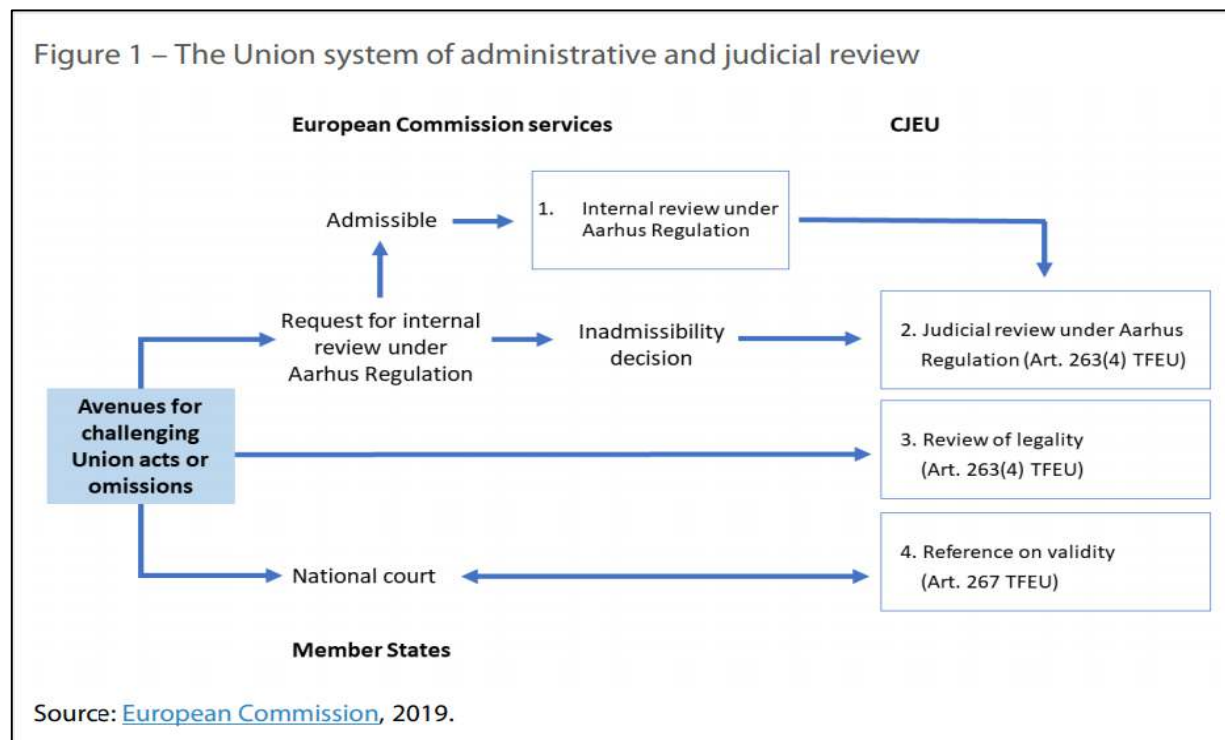 Figure 1 – The Union system of administrative and judicial review
European Commission services
CJEU
Admissible
1. Internal review under
Aarhus Regulation
Request for internal
review under
Aarhus Regulation
Inadmissibility
decision
2. Judicial review under Aarhus
Regulation (Art. 263(4) TFEU)
Avenues for
challenging
Union acts or
omissions
3. Review of legality
(Art. 263(4) TFEU)
National court
4. Reference on validity
(Art. 267 TFEU)
Member States
Source: European Commission, 2019.